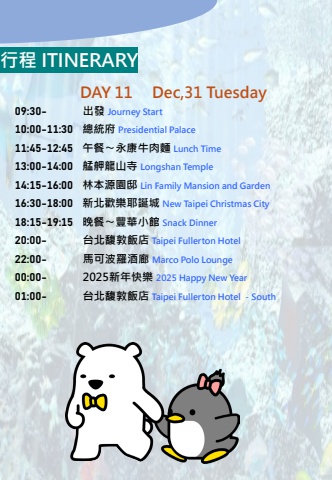 行程 ITINERARY
DAY 11 Dec,31 Tuesday
09:30- 出發 Journey Start
10:00-11:30 總統府 Presidential Palace
11:45-12:45 午餐～永康牛肉麵 Lunch Time
13:00-14:00 艋舺龍山寺 Longshan Temple
14:15-16:00 林本源園邸 Lin Family Mansion and Garden
16:30-18:00 新北歡樂耶誕城 New Taipei Christmas City
18:15-19:15 晚餐～豐華小館 Snack Dinner
20:00- 台北馥敦飯店 Taipei Fullerton Hotel
22:00- 馬可波羅酒廊 Marco Polo Lounge
00:00- 2025新年快樂 2025 Happy New Year
01:00- 台北馥敦飯店 Taipei Fullerton Hotel - South